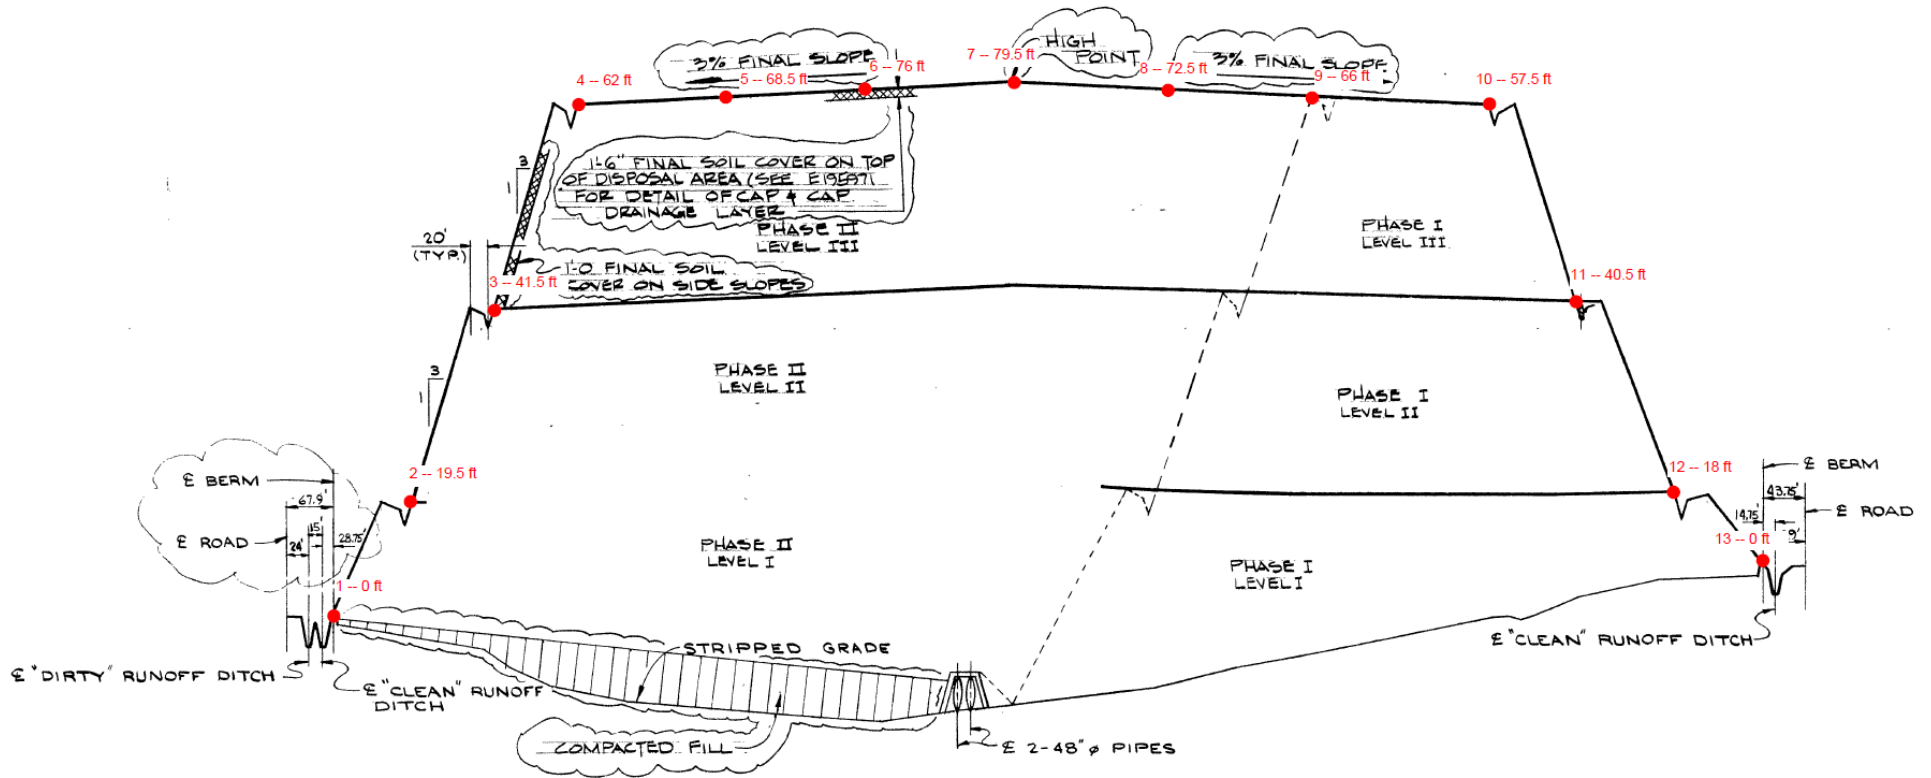 7 -- 79.5 ft
HIGH
POINT
3% FINAL SLOPE
6 -- 76 ft
3% FINAL SLOPE
4 -- 62 ft
5 -- 68.5 ft
8 -- 72.5 ft
9 -- 66 ft
10 -- 57.5 ft
3
1
1'-6" FINAL SOIL COVER ON TOP
OF DISPOSAL AREA (SEE
FOR DETAIL OF CAP & CAP
DRAINAGE LAYER
PHASE II
LEVEL III
PHASE I
LEVEL III
20'
(TYP.)
1'-0 FINAL SOIL
COVER ON SIDE SLOPES
3 -- 41.5 ft
11 -- 40.5 ft
3
1
PHASE II
LEVEL II
PHASE I
LEVEL II
2 -- 19.5 ft
12 -- 18 ft
℄ BERM
67.9'
15'
℄ ROAD
24'
28.75'
1 -- 0 ft
PHASE II
LEVEL I
PHASE I
LEVEL I
℄ BERM
43.75'
℄ ROAD
14.75'
9'
13 -- 0 ft
STRIPPED GRADE
℄ "CLEAN" RUNOFF DITCH
℄ "DIRTY" RUNOFF DITCH
℄ "CLEAN" RUNOFF
DITCH
COMPACTED FILL
℄ 2-48" ø PIPES